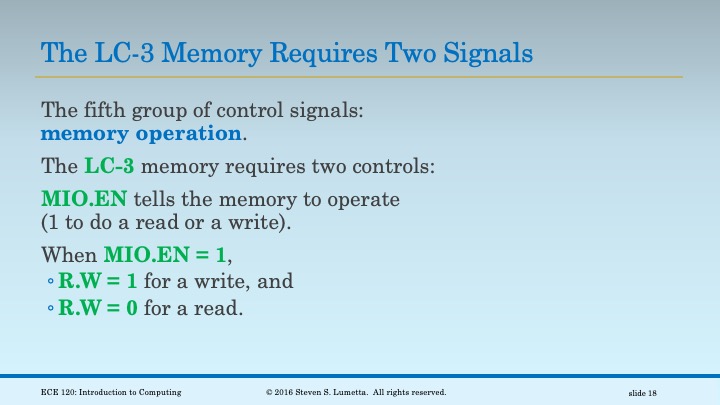 The LC-3 Memory Requires Two Signals
The fifth group of control signals:
memory operation.
The LC-3 memory requires two controls:
MIO.EN tells the memory to operate
(1 to do a read or a write).
When MIO.EN = 1,
◦R.W = 1 for a write, and
◦R.W = 0 for a read.
ECE 120: Introduction to Computing © 2016 Steven S. Lumetta. All rights reserved. slide 18